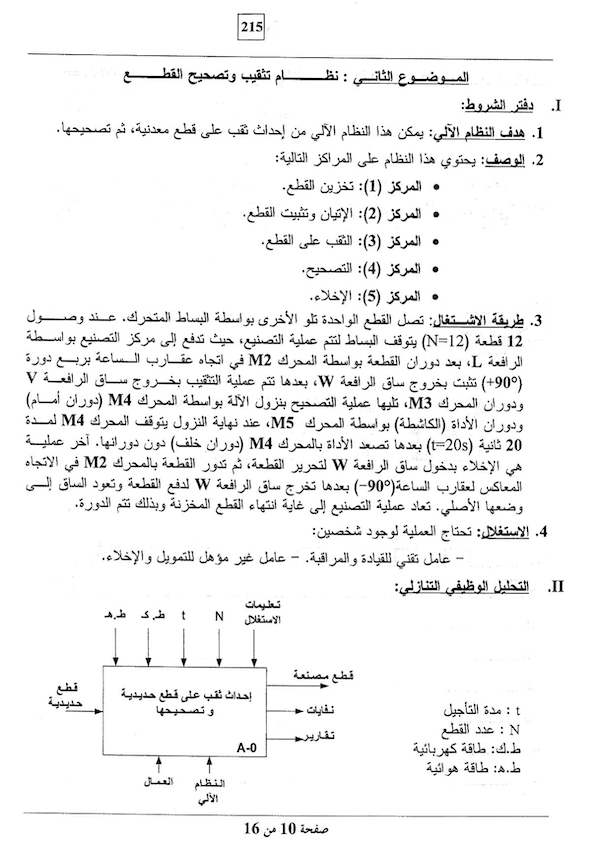 215
الموضوع الثاني : نظام تثقيب وتصحيح القطع
I. دفتر الشروط:
1. هدف النظام الآلي: يمكن هذا النظام الآلي من إحداث ثقب على قطع معدنية، ثم تصحيحها.
2. الوصف: يحتوي هذا النظام على المراكز التالية:
• المركز (1): تخزين القطع.
• المركز (2): الإتيان وتثبيت القطع.
• المركز (3): الثقب على القطع.
• المركز (4): التصحيح.
• المركز (5): الإخلاء.
3. طريقة الاشتغال: تصل القطع الواحدة تلو الأخرى بواسطة البساط المتحرك. عند وصول
12 قطعة (N=12) يتوقف البساط لتتم عملية التصنيع، حيث تدفع إلى مركز التصنيع بواسطة
الرافعة L، بعد دوران القطعة بواسطة المحرك M2 في اتجاه عقارب الساعة بربع دورة
(+90°) تثبت بخروج ساق الرافعة W، بعدها تتم عملية التثقيب بخروج ساق الرافعة V
ودوران المحرك M3، تليها عملية التصحيح بنزول الآلة بواسطة المحرك M4 (دوران أمام)
ودوران الأداة (الكاشطة) بواسطة المحرك M5، عند نهاية النزول يتوقف المحرك M4 لمدة
20 ثانية (t=20s) بعدها تصعد الأداة بالمحرك M4 (دوران خلف) دون دورانها. آخر عملية
هي الإخلاء بدخول ساق الرافعة W لتحرير القطعة، ثم تدور القطعة بالمحرك M2 في الاتجاه
المعاكس لعقارب الساعة(−90°) بعدها تخرج ساق الرافعة W لدفع القطعة وتعود الساق إلى
وضعها الأصلي. تعاد عملية التصنيع إلى غاية انتهاء القطع المخزنة وبذلك تتم الدورة.
4. الاستغلال: تحتاج العملية لوجود شخصين:
– عامل تقني للقيادة والمراقبة. – عامل غير مؤهل للتمويل والإخلاء.
II. التحليل الوظيفي التنازلي:
ط.هـ ط.كـ t N تعليمات الاستغلال
قطع حديدية
إحداث ثقب على قطع حديدية
و تصحيحها
A-0
قطع مصنعة
نفايات
تقارير
العمال
النظام الآلي
t : مدة التأجيل
N : عدد القطع
ط.ك: طاقة كهربائية
ط.ه: طاقة هوائية
صفحة 10 من 16